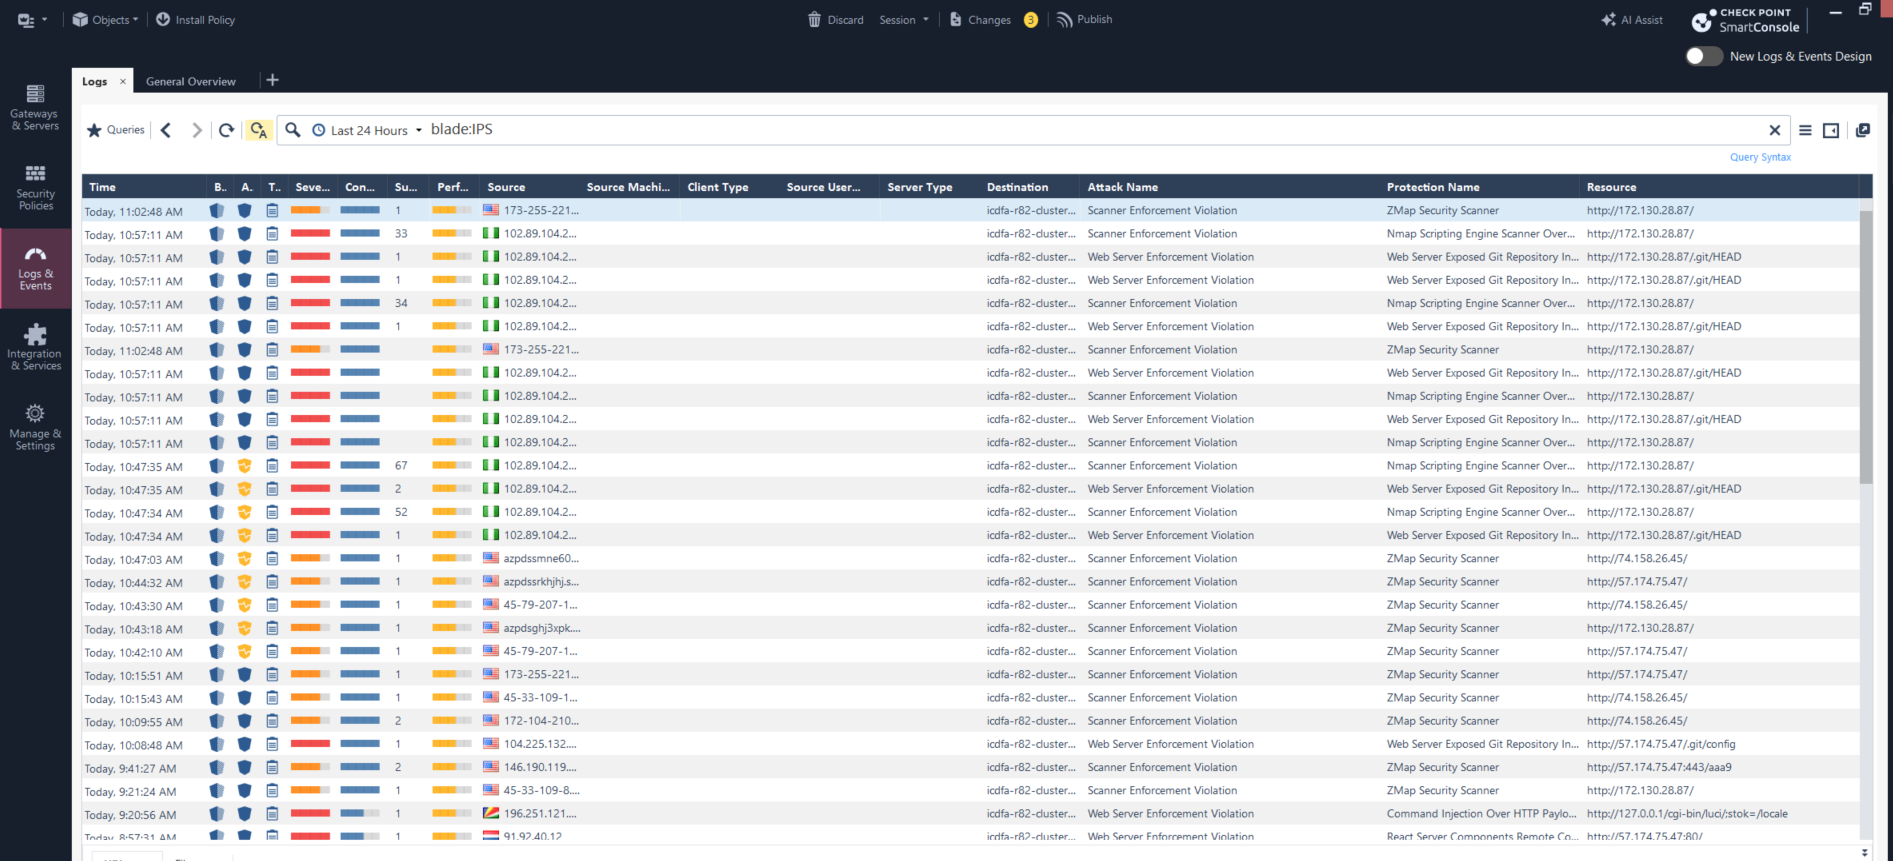 Objects
Install Policy
Discard
Session
Changes
3
Publish
AI Assist
CHECK POINT
SmartConsole
New Logs & Events Design
Gateways
& Servers
Security
Policies
Logs &
Events
Integration
& Services
Manage &
Settings
Logs ×
General Overview
+
Queries
Last 24 Hours
blade:IPS
Query Syntax
Time B.. A.. T.. Seve... Con... Su... Perf... Source Source Machi... Client Type Source User... Server Type Destination Attack Name Protection Name Resource
Today, 11:02:48 AM 1 173-255-221... icdfa-r82-cluster... Scanner Enforcement Violation ZMap Security Scanner http://172.130.28.87/
Today, 10:57:11 AM 33 102.89.104.2... icdfa-r82-cluster... Scanner Enforcement Violation Nmap Scripting Engine Scanner Over... http://172.130.28.87/
Today, 10:57:11 AM 1 102.89.104.2... icdfa-r82-cluster... Web Server Enforcement Violation Web Server Exposed Git Repository In... http://172.130.28.87/.git/HEAD
Today, 10:57:11 AM 1 102.89.104.2... icdfa-r82-cluster... Web Server Enforcement Violation Web Server Exposed Git Repository In... http://172.130.28.87/.git/HEAD
Today, 10:57:11 AM 34 102.89.104.2... icdfa-r82-cluster... Scanner Enforcement Violation Nmap Scripting Engine Scanner Over... http://172.130.28.87/
Today, 10:57:11 AM 1 102.89.104.2... icdfa-r82-cluster... Web Server Enforcement Violation Web Server Exposed Git Repository In... http://172.130.28.87/.git/HEAD
Today, 11:02:48 AM 173-255-221... icdfa-r82-cluster... Scanner Enforcement Violation ZMap Security Scanner http://172.130.28.87/
Today, 10:57:11 AM 102.89.104.2... icdfa-r82-cluster... Web Server Enforcement Violation Web Server Exposed Git Repository In... http://172.130.28.87/.git/HEAD
Today, 10:57:11 AM 102.89.104.2... icdfa-r82-cluster... Scanner Enforcement Violation Nmap Scripting Engine Scanner Over... http://172.130.28.87/
Today, 10:57:11 AM 102.89.104.2... icdfa-r82-cluster... Web Server Enforcement Violation Web Server Exposed Git Repository In... http://172.130.28.87/.git/HEAD
Today, 10:57:11 AM 102.89.104.2... icdfa-r82-cluster... Scanner Enforcement Violation Nmap Scripting Engine Scanner Over... http://172.130.28.87/
Today, 10:47:35 AM 67 102.89.104.2... icdfa-r82-cluster... Scanner Enforcement Violation Nmap Scripting Engine Scanner Over... http://172.130.28.87/
Today, 10:47:35 AM 2 102.89.104.2... icdfa-r82-cluster... Web Server Enforcement Violation Web Server Exposed Git Repository In... http://172.130.28.87/.git/HEAD
Today, 10:47:34 AM 52 102.89.104.2... icdfa-r82-cluster... Scanner Enforcement Violation Nmap Scripting Engine Scanner Over... http://172.130.28.87/
Today, 10:47:34 AM 1 102.89.104.2... icdfa-r82-cluster... Web Server Enforcement Violation Web Server Exposed Git Repository In... http://172.130.28.87/.git/HEAD
Today, 10:47:03 AM 1 azpdssmne60... icdfa-r82-cluster... Scanner Enforcement Violation ZMap Security Scanner http://74.158.26.45/
Today, 10:44:32 AM 1 azpdssrkhjhj.s... icdfa-r82-cluster... Scanner Enforcement Violation ZMap Security Scanner http://57.174.75.47/
Today, 10:43:30 AM 1 45-79-207-1... icdfa-r82-cluster... Scanner Enforcement Violation ZMap Security Scanner http://74.158.26.45/
Today, 10:43:18 AM 1 azpdsghj3xpk.... icdfa-r82-cluster... Scanner Enforcement Violation ZMap Security Scanner http://172.130.28.87/
Today, 10:42:10 AM 1 45-79-207-1... icdfa-r82-cluster... Scanner Enforcement Violation ZMap Security Scanner http://57.174.75.47/
Today, 10:15:51 AM 1 173-255-221... icdfa-r82-cluster... Scanner Enforcement Violation ZMap Security Scanner http://57.174.75.47/
Today, 10:15:43 AM 1 45-33-109-1... icdfa-r82-cluster... Scanner Enforcement Violation ZMap Security Scanner http://74.158.26.45/
Today, 10:09:55 AM 2 172-104-210... icdfa-r82-cluster... Scanner Enforcement Violation ZMap Security Scanner http://74.158.26.45/
Today, 10:08:48 AM 1 104.225.132.... icdfa-r82-cluster... Web Server Enforcement Violation Web Server Exposed Git Repository In... http://57.174.75.47/.git/config
Today, 9:41:27 AM 2 146.190.119.... icdfa-r82-cluster... Scanner Enforcement Violation ZMap Security Scanner http://57.174.75.47:443/aaa9
Today, 9:21:24 AM 1 45-33-109-8... icdfa-r82-cluster... Scanner Enforcement Violation ZMap Security Scanner http://172.130.28.87/
Today, 9:20:56 AM 1 196.251.121.... icdfa-r82-cluster... Web Server Enforcement Violation Command Injection Over HTTP Paylo... http://127.0.0.1/cgi-bin/luci/;stok=/locale
Today, 8:57:31 AM 1 91.92.40.12 icdfa-r82-cluster... Web Server Enforcement Violation React Server Components Remote Co... http://57.174.75.47:80/